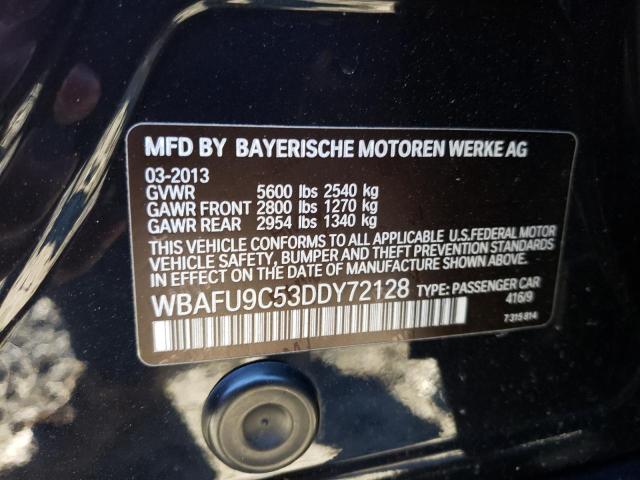 MFD BY BAYERISCHE MOTOREN WERKE AG
03-2013
GVWR 5600 lbs 2540 kg
GAWR FRONT 2800 lbs 1270 kg
GAWR REAR 2954 lbs 1340 kg
THIS VEHICLE CONFORMS TO ALL APPLICABLE U.S.FEDERAL MOTOR
VEHICLE SAFETY, BUMPER AND THEFT PREVENTION STANDARDS
IN EFFECT ON THE DATE OF MANUFACTURE SHOWN ABOVE.
WBAFU9C53DDY72128 TYPE: PASSENGER CAR
416/9
7 315 814